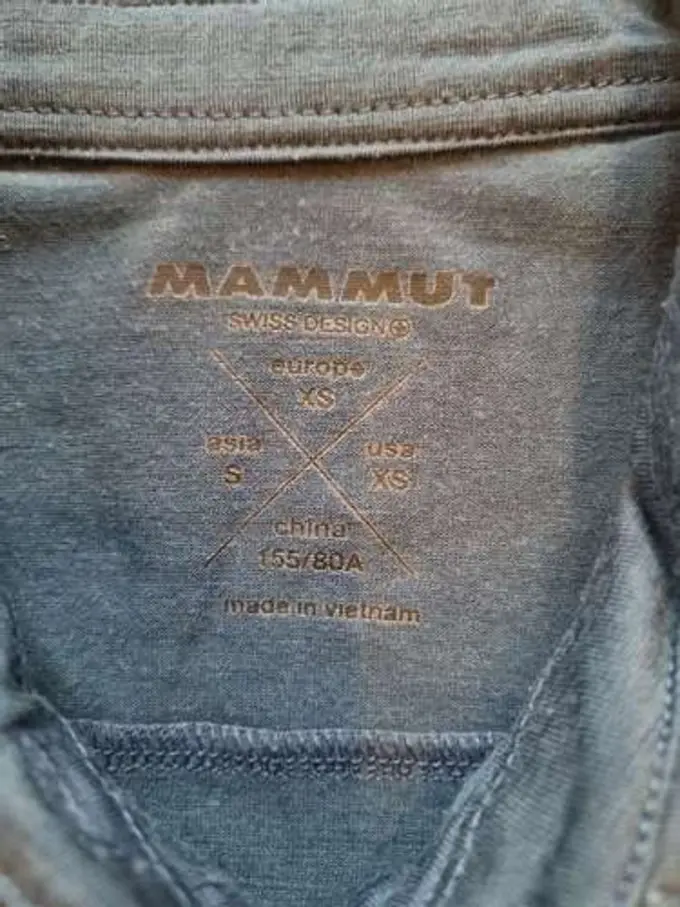 MAMMUT
SWISS DESIGN
europe
XS
asia usa
S XS
china
155/80A
made in vietnam